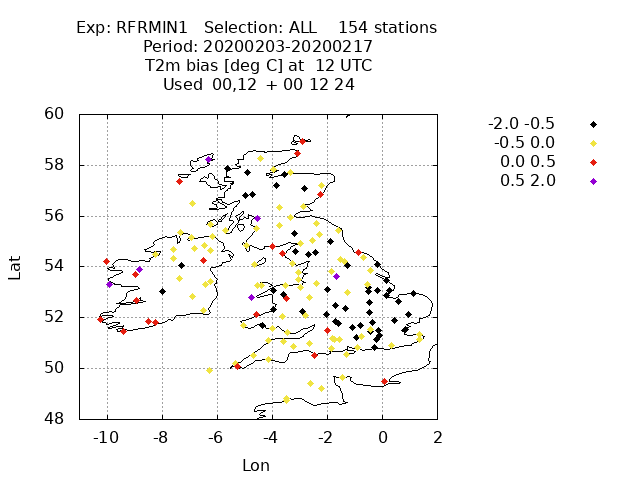 Exp: RFRMIN1 Selection: ALL 154 stations
Period: 20200203-20200217
T2m bias [deg C] at 12 UTC
Used 00,12 + 00 12 24
-2.0 -0.5
-0.5 0.0
0.0 0.5
0.5 2.0
60
58
56
54
52
50
48
Lat
-10 -8 -6 -4 -2 0 2
Lon